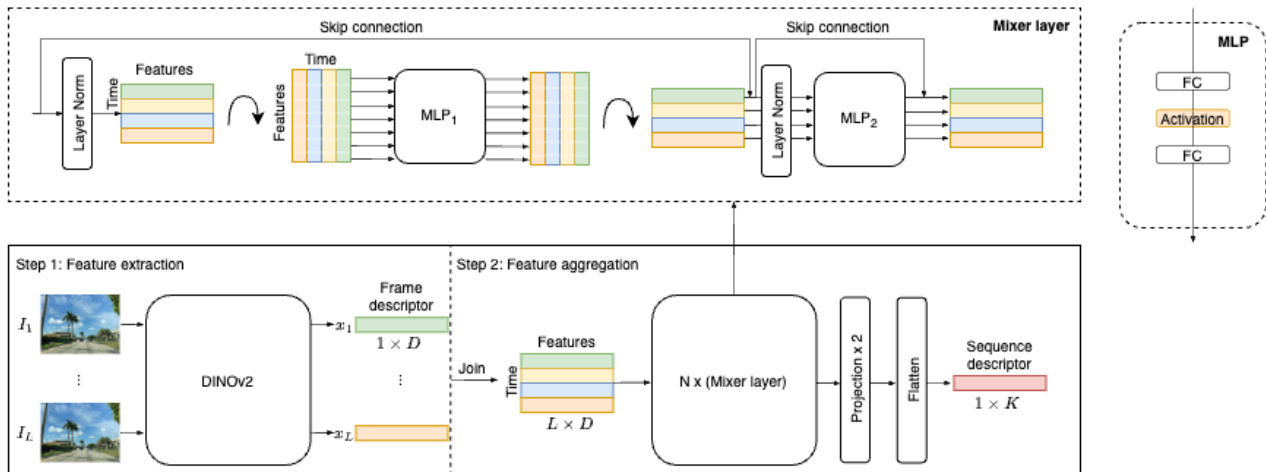 Skip connection
Skip connection
Mixer layer
MLP
Layer Norm
Features
Time
Time
Features
MLP₁
Layer Norm
MLP₂
FC
Activation
FC
Step 1: Feature extraction
I₁
⋮
I_L
DINOv2
Frame
descriptor
x₁
1 × D
⋮
x_L
Step 2: Feature aggregation
Join
Features
Time
L × D
N x (Mixer layer)
Projection x 2
Flatten
Sequence
descriptor
1 × K